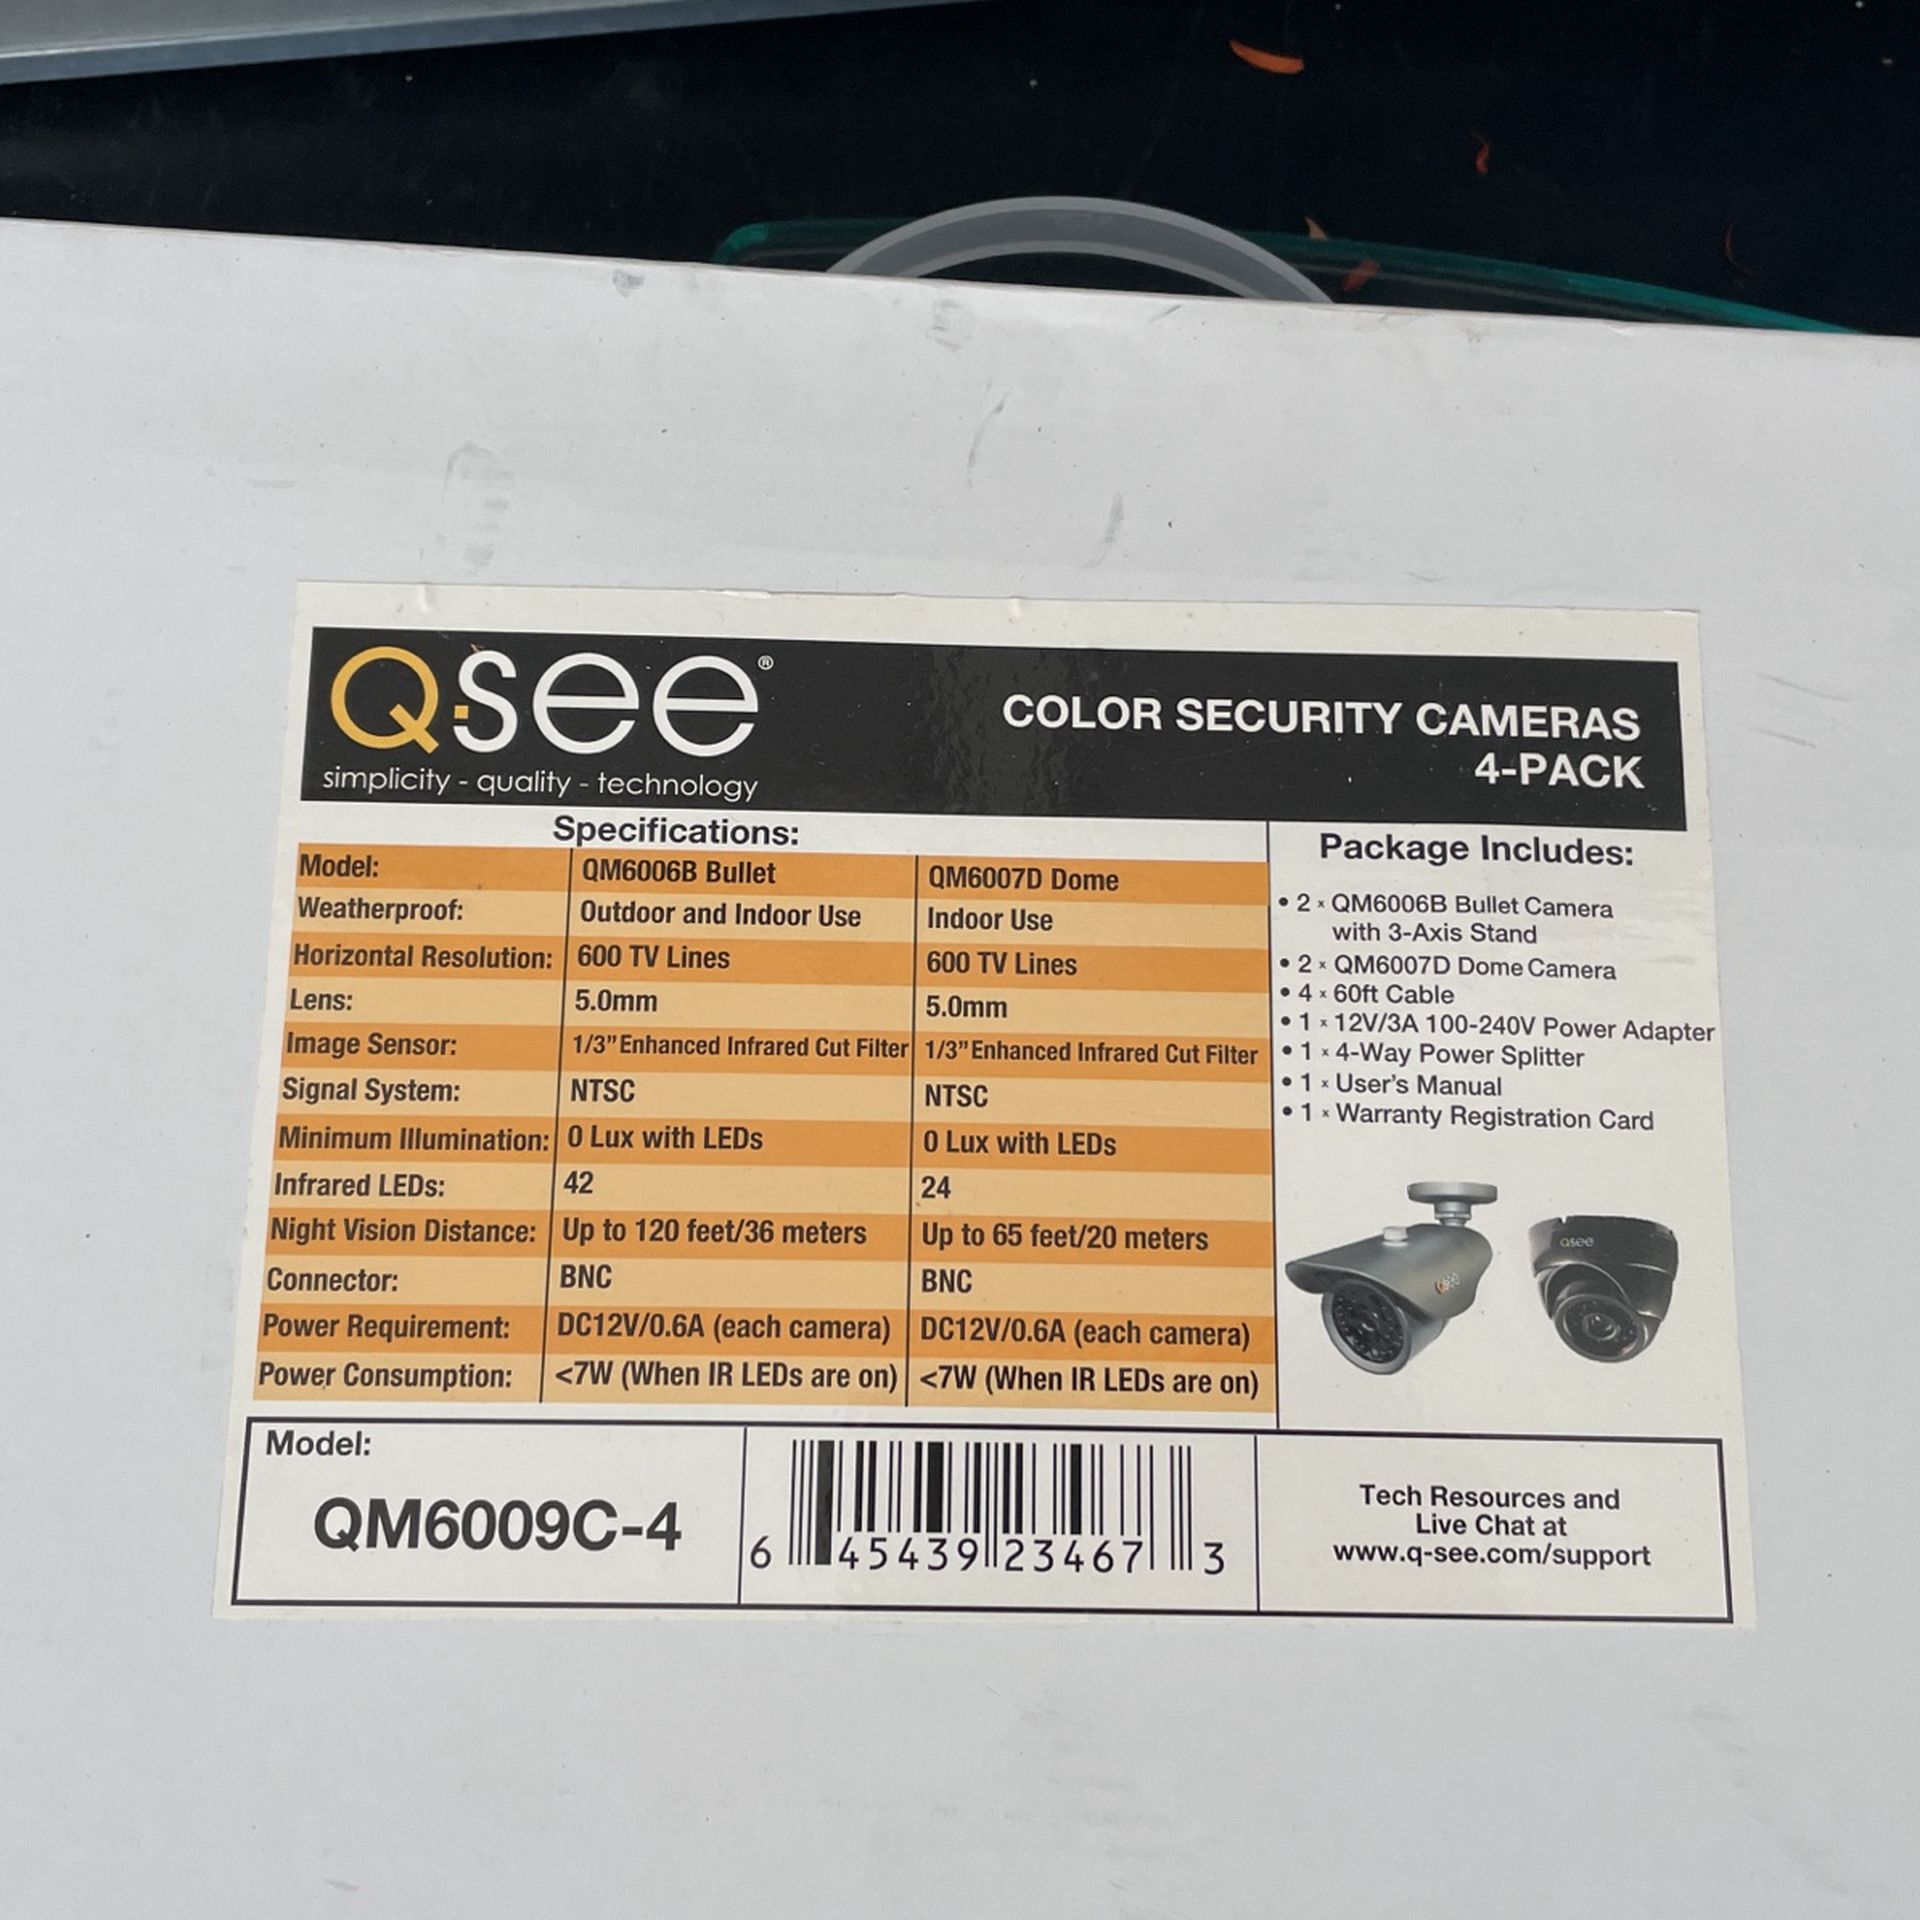 Q-see®
simplicity - quality - technology
COLOR SECURITY CAMERAS
4-PACK
Specifications:
Model: QM6006B Bullet QM6007D Dome
Weatherproof: Outdoor and Indoor Use Indoor Use
Horizontal Resolution: 600 TV Lines 600 TV Lines
Lens: 5.0mm 5.0mm
Image Sensor: 1/3” Enhanced Infrared Cut Filter 1/3” Enhanced Infrared Cut Filter
Signal System: NTSC NTSC
Minimum Illumination: 0 Lux with LEDs 0 Lux with LEDs
Infrared LEDs: 42 24
Night Vision Distance: Up to 120 feet/36 meters Up to 65 feet/20 meters
Connector: BNC BNC
Power Requirement: DC12V/0.6A (each camera) DC12V/0.6A (each camera)
Power Consumption: <7W (When IR LEDs are on) <7W (When IR LEDs are on)
Package Includes:
• 2 x QM6006B Bullet Camera
with 3-Axis Stand
• 2 x QM6007D Dome Camera
• 4 x 60ft Cable
• 1 x 12V/3A 100-240V Power Adapter
• 1 x 4-Way Power Splitter
• 1 x User's Manual
• 1 x Warranty Registration Card
Qsee
Model:
QM6009C-4
6 45439 23467 3
Tech Resources and
Live Chat at
www.q-see.com/support